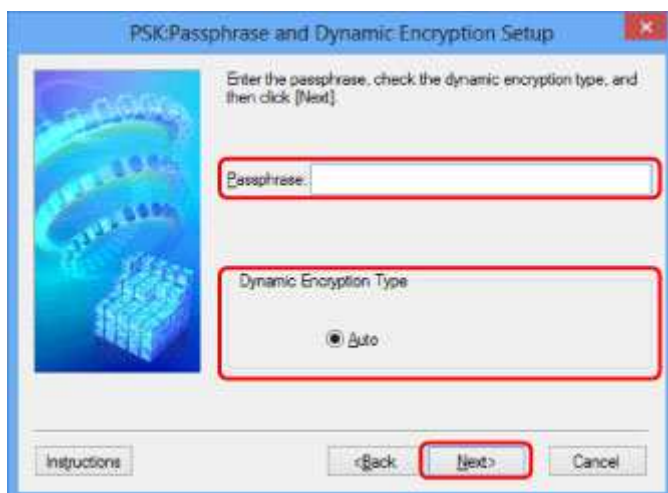 PSK:Passphrase and Dynamic Encryption Setup
Enter the passphrase, check the dynamic encryption type, and
then click [Next].
Passphrase:
Dynamic Encryption Type
Auto
Instructions
<Back
Next>
Cancel